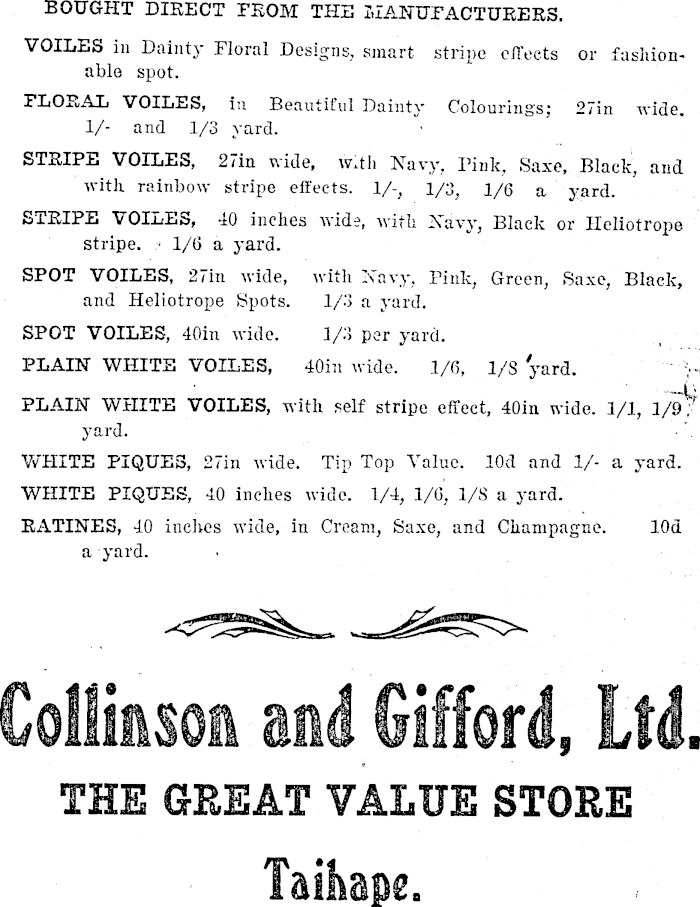 BOUGHT DIRECT FROM THE MANUFACTURERS.
VOILES in Dainty Floral Designs, smart stripe effects or fashion-
able spot.
FLORAL VOILES, in Beautiful Dainty Colourings; 27in wide.
1/- and 1/3 yard.
STRIPE VOILES, 27in wide, with Navy, Pink, Saxe, Black, and
with rainbow stripe effects. 1/-, 1/3, 1/6 a yard.
STRIPE VOILES, 40 inches wide, with Navy, Black or Heliotrope
stripe. 1/6 a yard.
SPOT VOILES, 27in wide, with Navy, Pink, Green, Saxe, Black,
and Heliotrope Spots. 1/3 a yard.
SPOT VOILES, 40in wide. 1/3 per yard.
PLAIN WHITE VOILES, 40in wide. 1/6, 1/8 yard.
PLAIN WHITE VOILES, with self stripe effect, 40in wide. 1/1, 1/9
yard.
WHITE PIQUES, 27in wide. Tip Top Value. 10d and 1/- a yard.
WHITE PIQUES, 40 inches wide. 1/4, 1/6, 1/8 a yard.
RATINES, 40 inches wide, in Cream, Saxe, and Champagne. 10d
a yard.
Collinson and Gifford, Ltd.
THE GREAT VALUE STORE
Taihape.